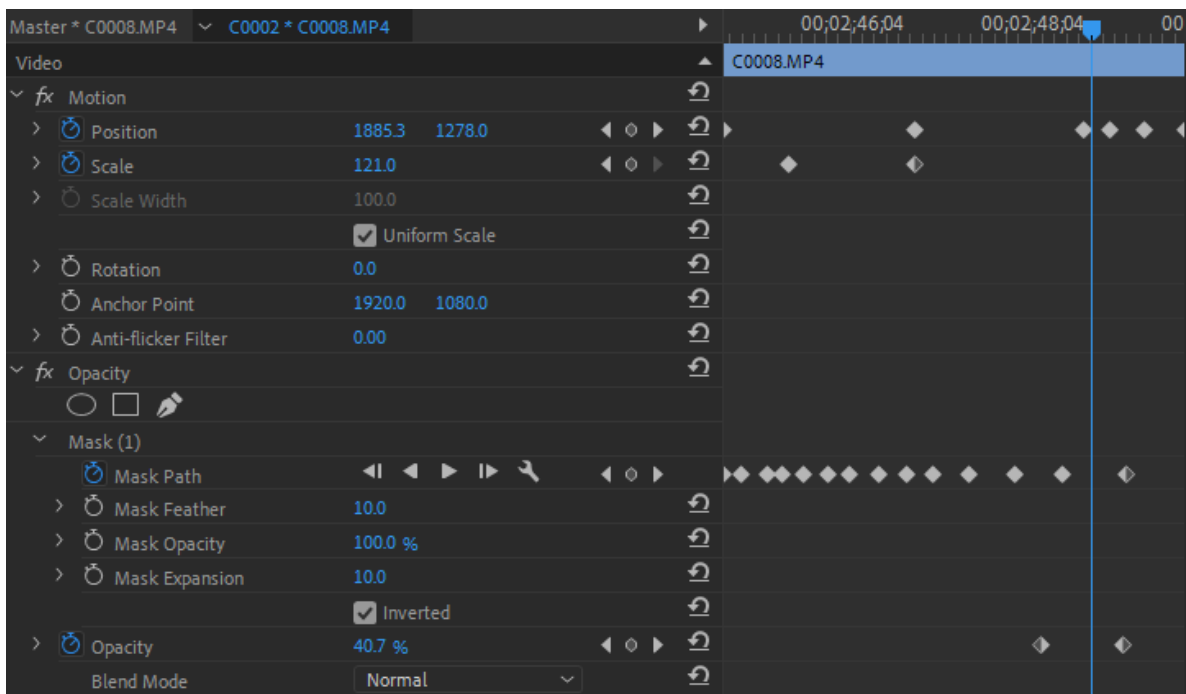 Master * C0008.MP4 C0002 * C0008.MP4 00;02;46;04 00;02;48;04 00
Video C0008.MP4
fx Motion
Position 1885.3 1278.0
Scale 121.0
Scale Width 100.0
Uniform Scale
Rotation 0.0
Anchor Point 1920.0 1080.0
Anti-flicker Filter 0.00
fx Opacity
Mask (1)
Mask Path
Mask Feather 10.0
Mask Opacity 100.0 %
Mask Expansion 10.0
Inverted
Opacity 40.7 %
Blend Mode Normal